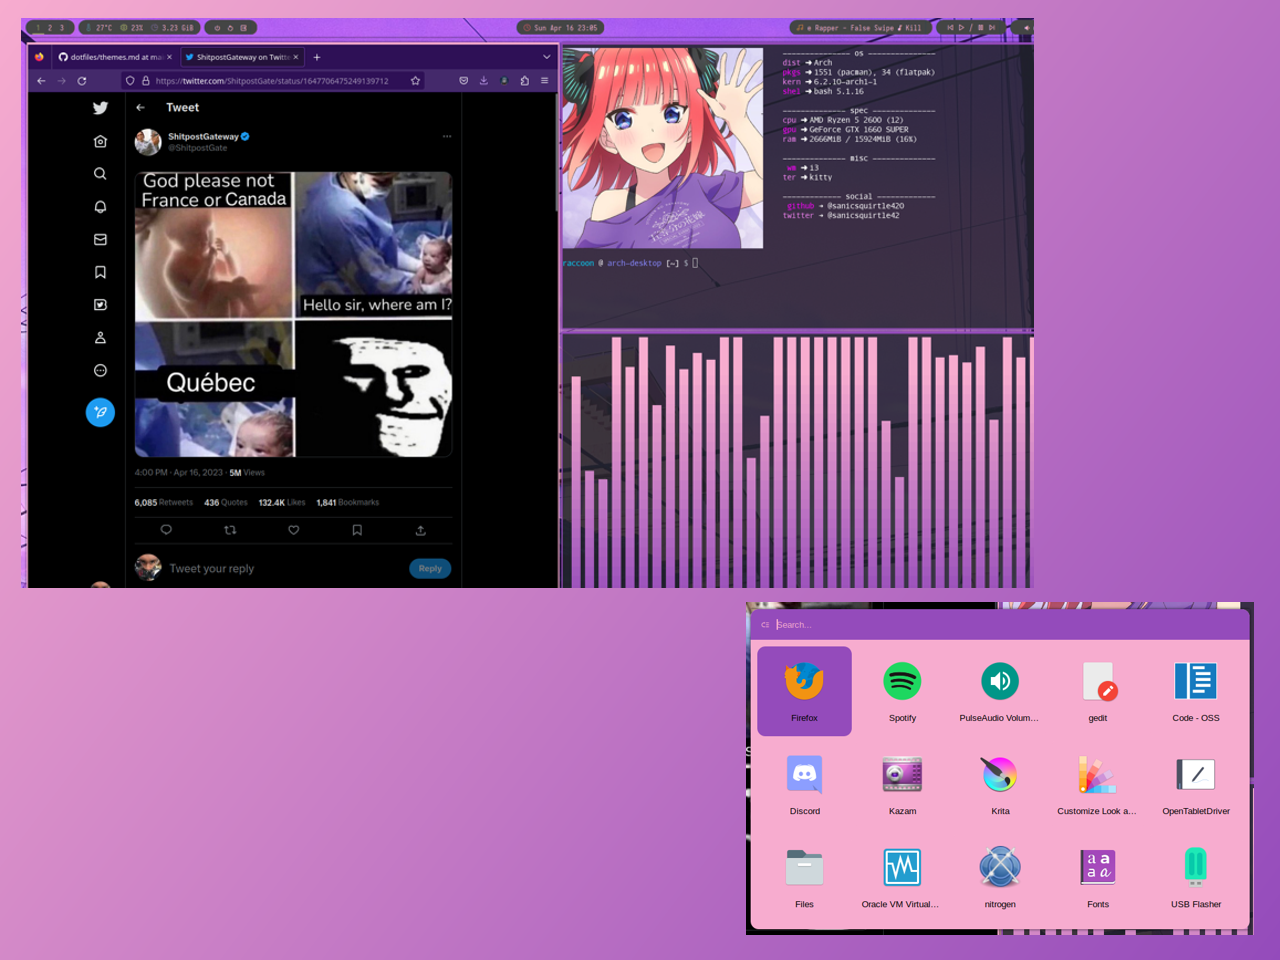 1 2 3
27°C 23% 3.23 GiB
Sun Apr 16 23:05
e Rapper - False Swipe Kill
dotfiles/themes.md at ma
ShitpostGateway on Twitte
https://twitter.com/ShitpostGate/status/1647706475249139712
Tweet
ShitpostGateway
@ShitpostGate
God please not
France or Canada
Hello sir, where am I?
Québec
4:00 PM · Apr 16, 2023 · 5M Views
6,085 Retweets 436 Quotes 132.4K Likes 1,841 Bookmarks
Tweet your reply
Reply
os
dist ➜ Arch
pkgs ➜ 1551 (pacman), 34 (flatpak)
kern ➜ 6.2.10-arch1-1
shel ➜ bash 5.1.16
spec
cpu ➜ AMD Ryzen 5 2600 (12)
gpu ➜ GeForce GTX 1660 SUPER
ram ➜ 2666MiB / 15924MiB (16%)
misc
wm ➜ i3
ter ➜ kitty
social
github ➜ @sanicsquirtle420
twitter ➜ @sanicsquirtle42
raccoon @ arch-desktop [~] $
Search...
Firefox
Spotify
PulseAudio Volum...
gedit
Code - OSS
Discord
Kazam
Krita
Customize Look a...
OpenTabletDriver
Files
Oracle VM Virtual...
nitrogen
Fonts
USB Flasher